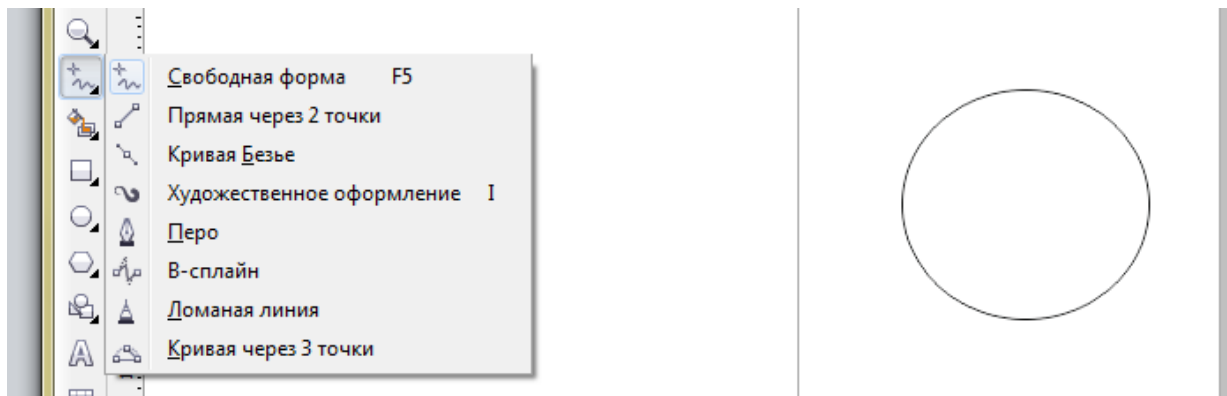 Свободная форма F5
Прямая через 2 точки
Кривая Безье
Художественное оформление I
Перо
В-сплайн
Ломаная линия
Кривая через 3 точки